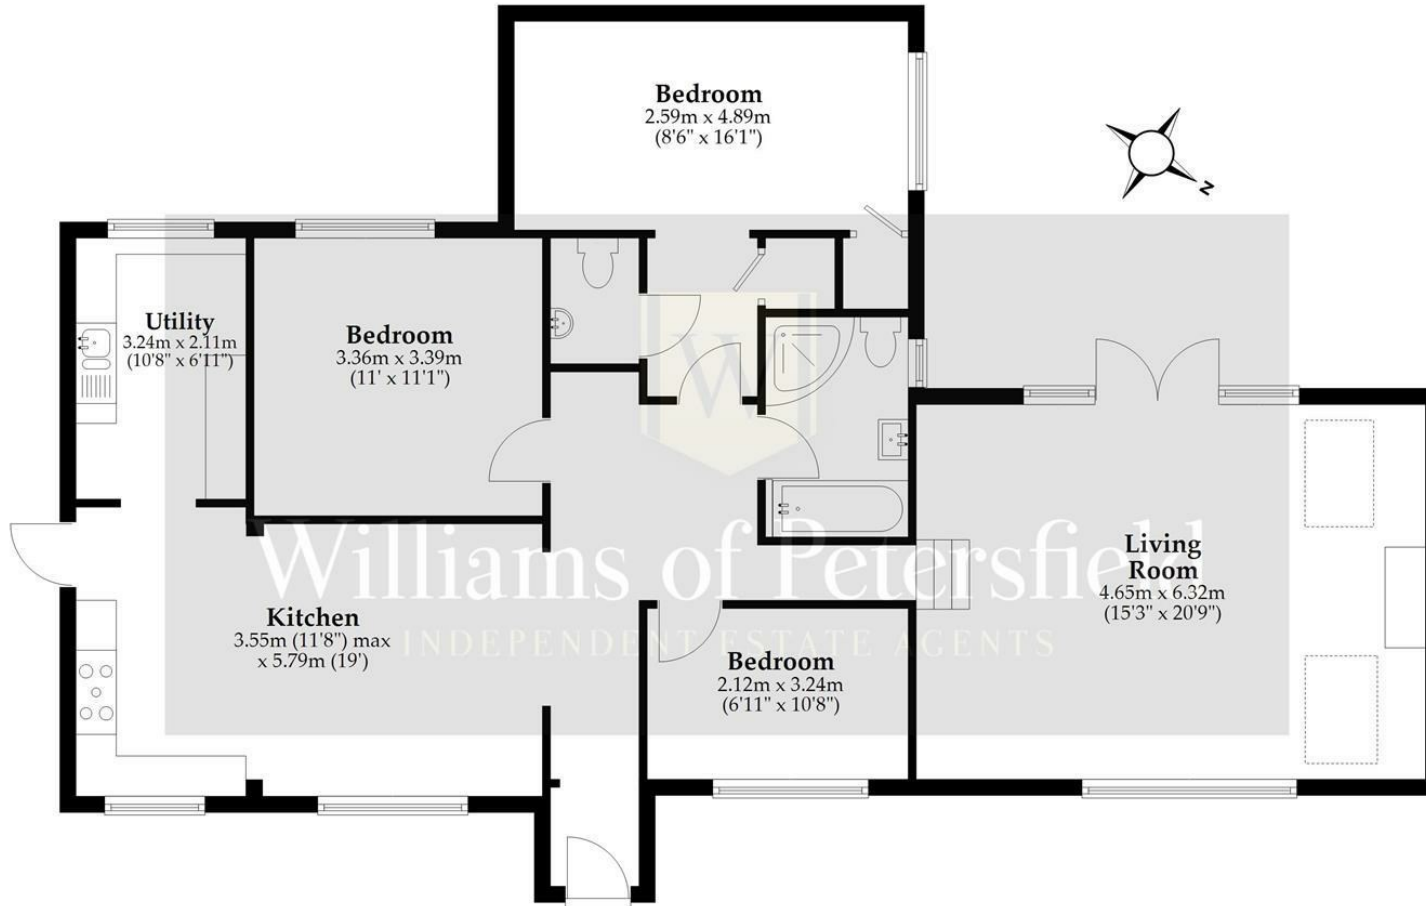 Bedroom
2.59m x 4.89m
(8'6" x 16'1")
N
Utility
3.24m x 2.11m
(10'8" x 6'11")
Bedroom
3.36m x 3.39m
(11' x 11'1")
W
Williams of Petersfield
INDEPENDENT ESTATE AGENTS
Living
Room
4.65m x 6.32m
(15'3" x 20'9")
Kitchen
3.55m (11'8") max
x 5.79m (19')
Bedroom
2.12m x 3.24m
(6'11" x 10'8")